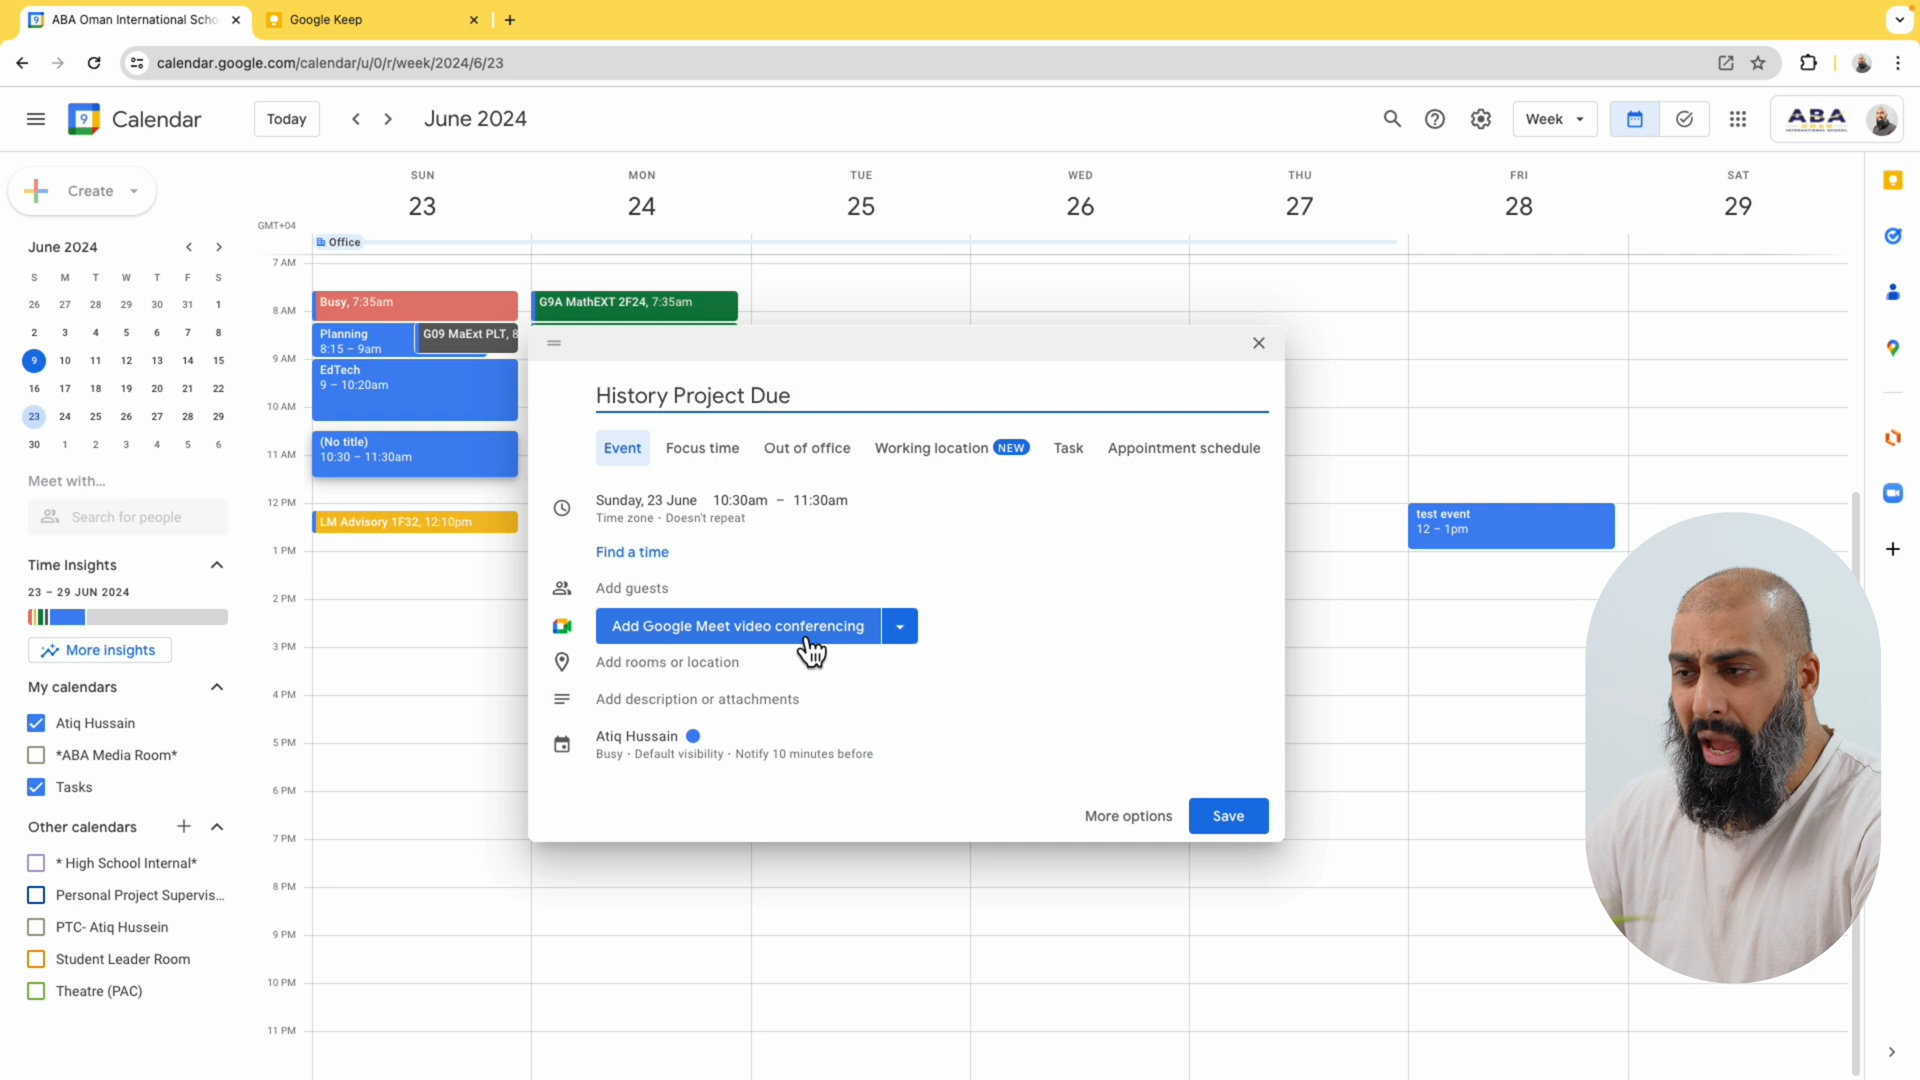 ABA Oman International Scho
Google Keep
calendar.google.com/calendar/u/0/r/week/2024/6/23
9
Calendar
Today
June 2024
Week
ABA
Create
June 2024
S M T W T F S
26 27 28 29 30 31 1
2 3 4 5 6 7 8
9 10 11 12 13 14 15
16 17 18 19 20 21 22
23 24 25 26 27 28 29
30 1 2 3 4 5 6
Meet with...
Search for people
Time Insights
23 – 29 JUN 2024
More insights
My calendars
Atiq Hussain
*ABA Media Room*
Tasks
Other calendars
* High School Internal*
Personal Project Supervis...
PTC- Atiq Hussein
Student Leader Room
Theatre (PAC)
SUN MON TUE WED THU FRI SAT
23 24 25 26 27 28 29
GMT+04
Office
7 AM
8 AM
9 AM
10 AM
11 AM
12 PM
1 PM
2 PM
3 PM
4 PM
5 PM
6 PM
7 PM
8 PM
9 PM
10 PM
11 PM
Busy, 7:35am
G9A MathEXT 2F24, 7:35am
Planning
8:15 – 9am
G09 MaExt PLT, 8
EdTech
9 – 10:20am
(No title)
10:30 – 11:30am
LM Advisory 1F32, 12:10pm
test event
12 – 1pm
History Project Due
Event Focus time Out of office Working location NEW Task Appointment schedule
Sunday, 23 June 10:30am – 11:30am
Time zone · Doesn't repeat
Find a time
Add guests
Add Google Meet video conferencing
Add rooms or location
Add description or attachments
Atiq Hussain
Busy · Default visibility · Notify 10 minutes before
More options
Save